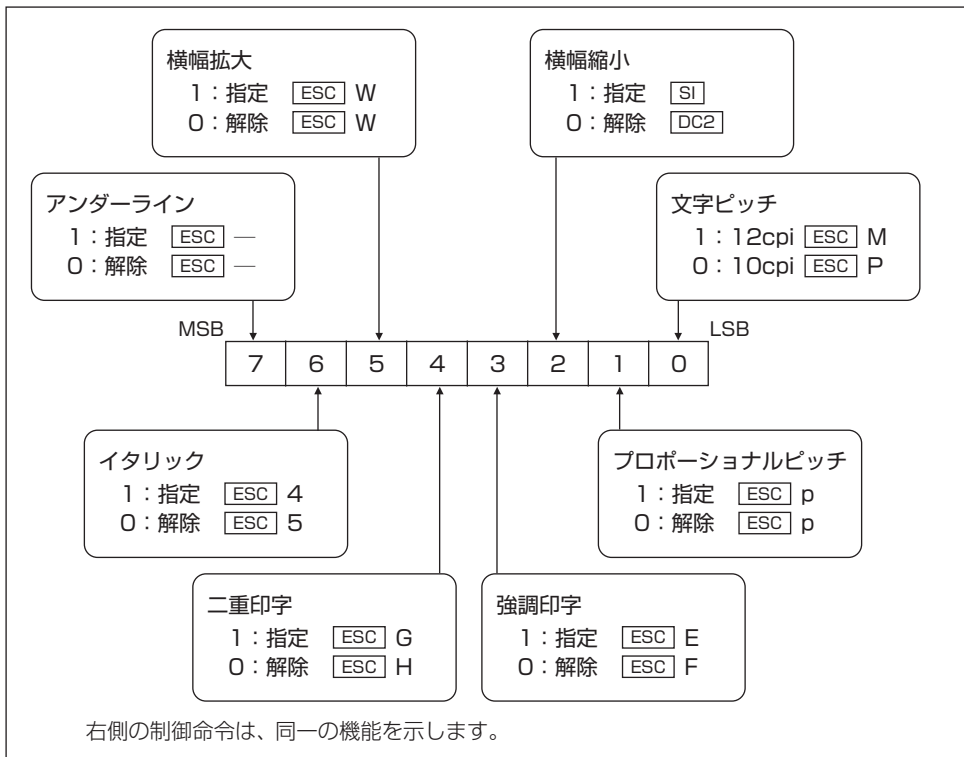 横幅拡大
1：指定 ESC W
0：解除 ESC W
横幅縮小
1：指定 SI
0：解除 DC2
アンダーライン
1：指定 ESC —
0：解除 ESC —
文字ピッチ
1：12cpi ESC M
0：10cpi ESC P
MSB
LSB
7 6 5 4 3 2 1 0
イタリック
1：指定 ESC 4
0：解除 ESC 5
プロポーショナルピッチ
1：指定 ESC p
0：解除 ESC p
二重印字
1：指定 ESC G
0：解除 ESC H
強調印字
1：指定 ESC E
0：解除 ESC F
右側の制御命令は、同一の機能を示します。